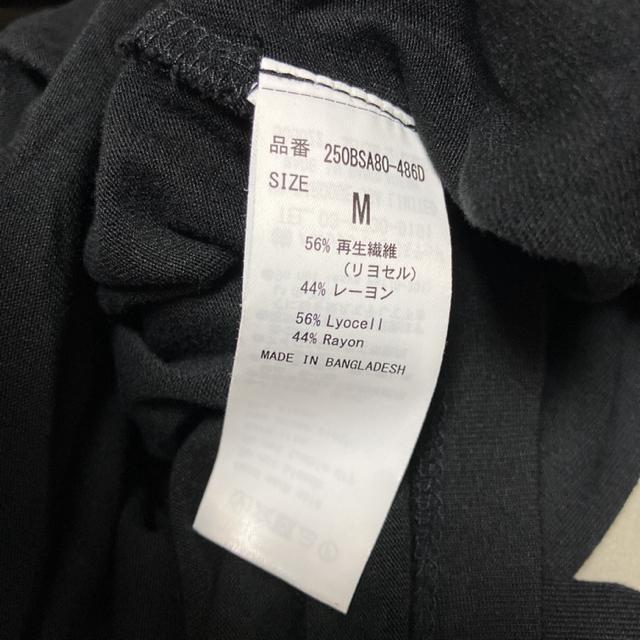 品番 250BSA80-486D
SIZE
M
56% 再生繊維
(リヨセル)
44% レーヨン
56% Lyocell
44% Rayon
MADE IN BANGLADESH